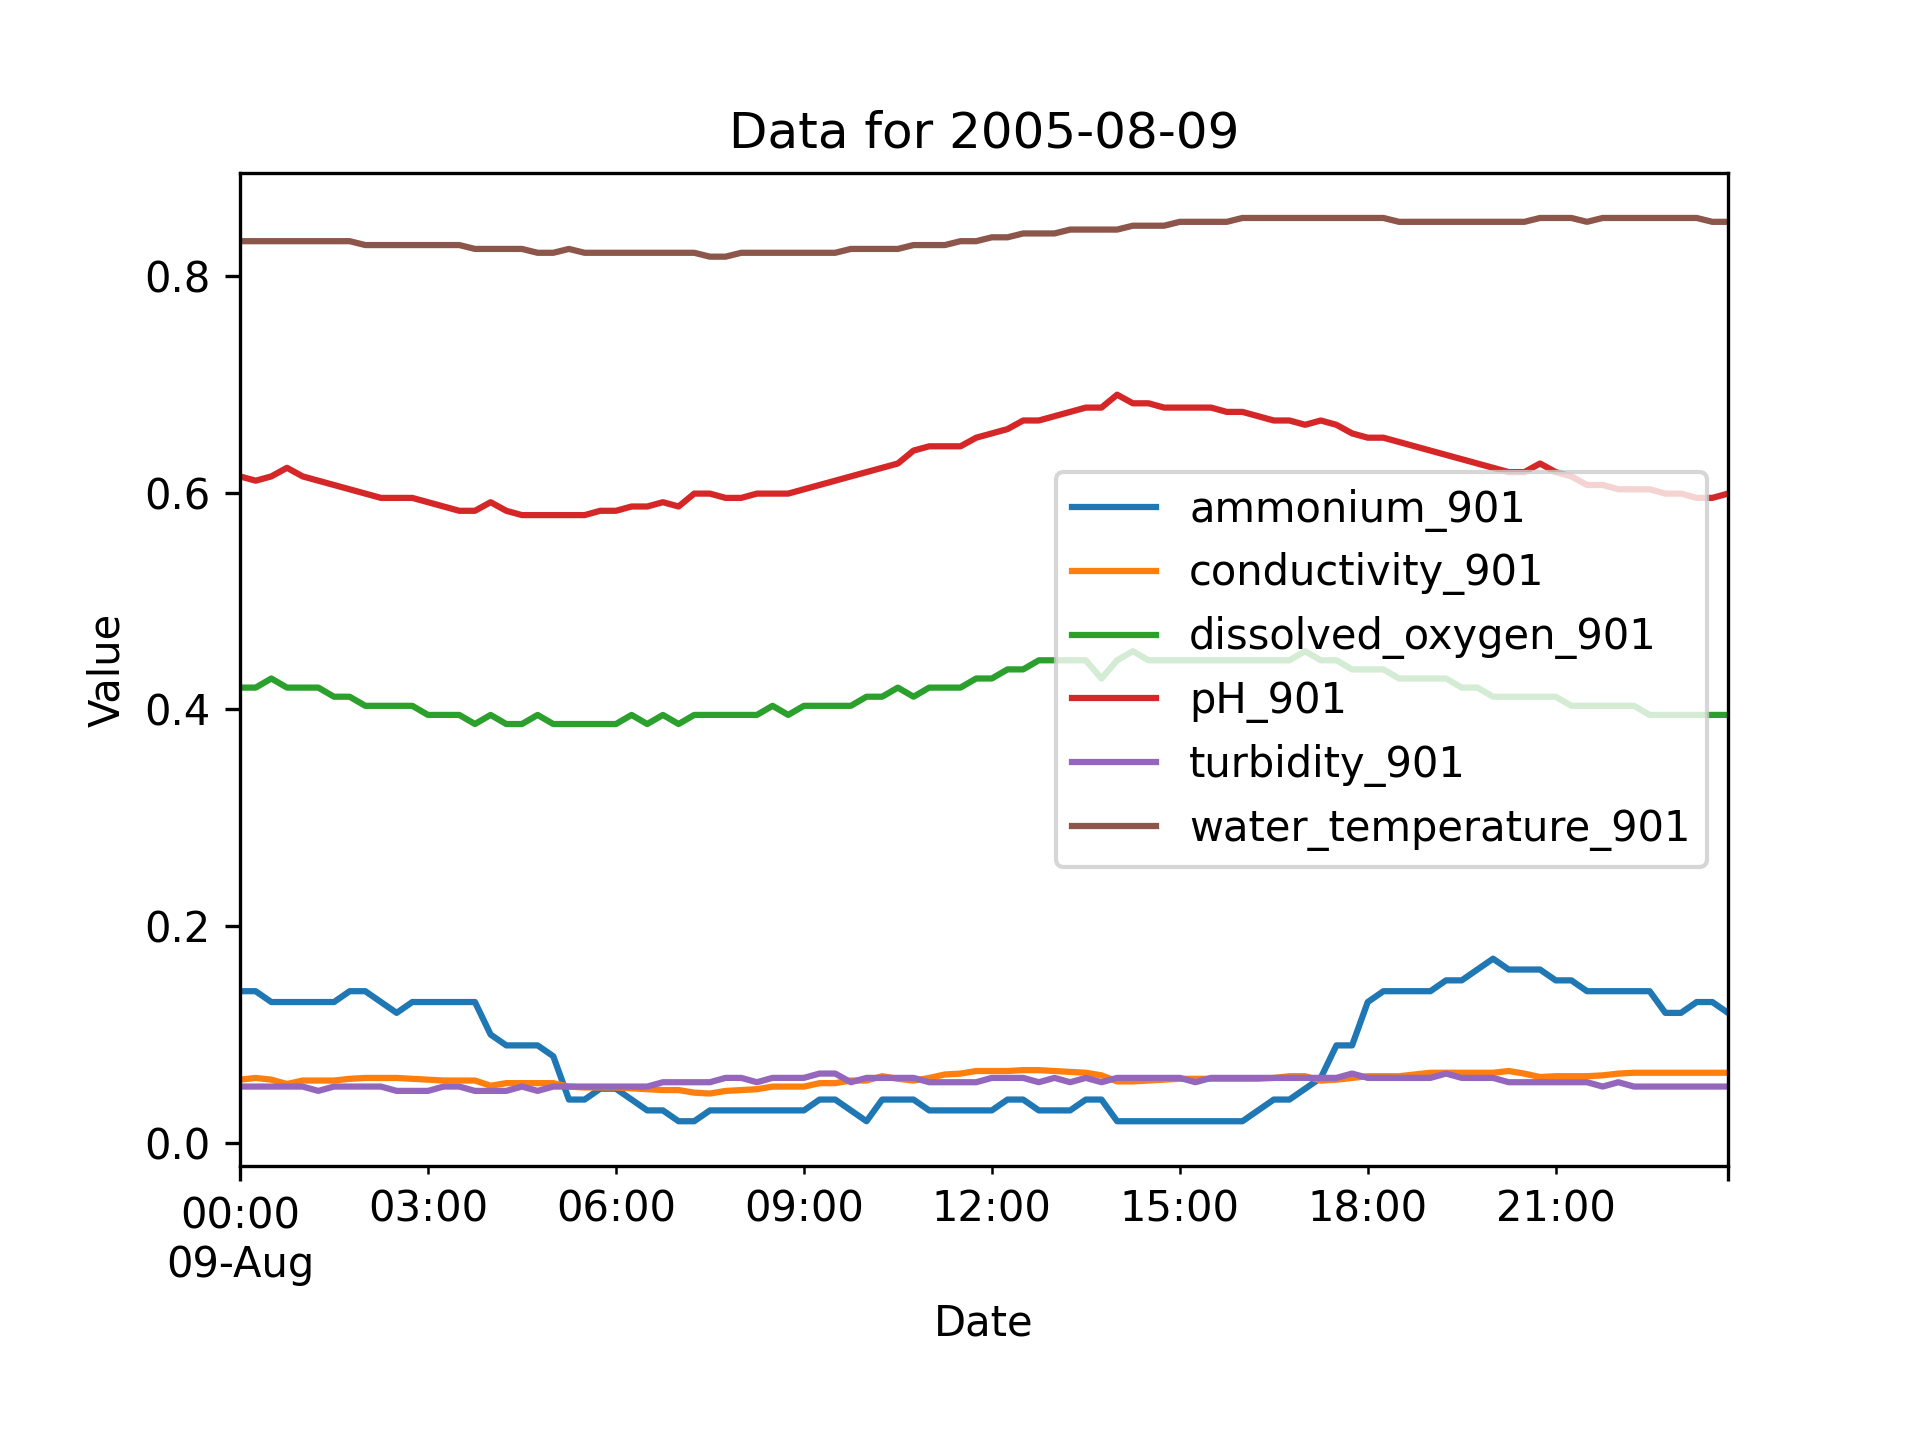 Data for 2005-08-09
Value
0.8
0.6
0.4
0.2
0.0
ammonium_901
conductivity_901
dissolved_oxygen_901
pH_901
turbidity_901
water_temperature_901
00:00 03:00 06:00 09:00 12:00 15:00 18:00 21:00
09-Aug
Date